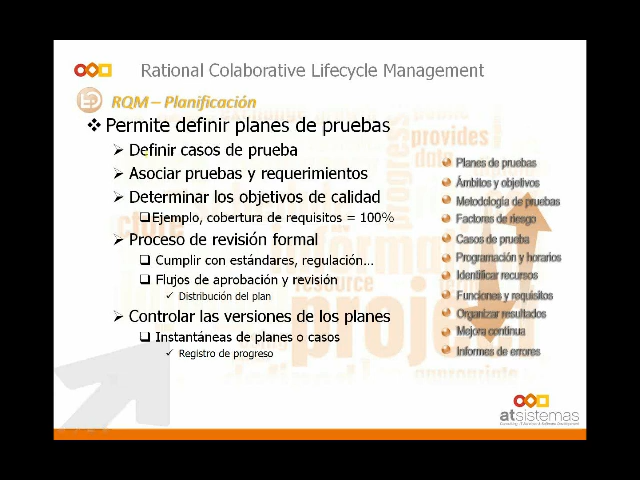 Rational Colaborative Lifecycle Management
RQM – Planificación
Permite definir planes de pruebas
Definir casos de prueba
Asociar pruebas y requerimientos
Determinar los objetivos de calidad
Ejemplo, cobertura de requisitos = 100%
Proceso de revisión formal
Cumplir con estándares, regulación...
Flujos de aprobación y revisión
Distribución del plan
Controlar las versiones de los planes
Instantáneas de planes o casos
Registro de progreso
Planes de pruebas
Ámbitos y objetivos
Metodología de pruebas
Factores de riesgo
Casos de prueba
Programación y horarios
Identificar recursos
Funciones y requisitos
Organizar resultados
Mejora continua
Informes de errores
provides
resource
project
appropriate
atsistemas